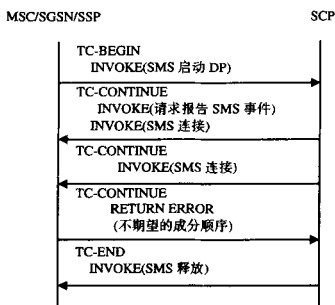 MSC/SGSN/SSP SCP
TC-BEGIN
INVOKE(SMS 启动 DP)
TC-CONTINUE
INVOKE(请求报告 SMS 事件)
INVOKE(SMS 连接)
TC-CONTINUE
INVOKE(SMS 连接)
TC-CONTINUE
RETURN ERROR
(不期望的成分顺序)
TC-END
INVOKE(SMS 释放)